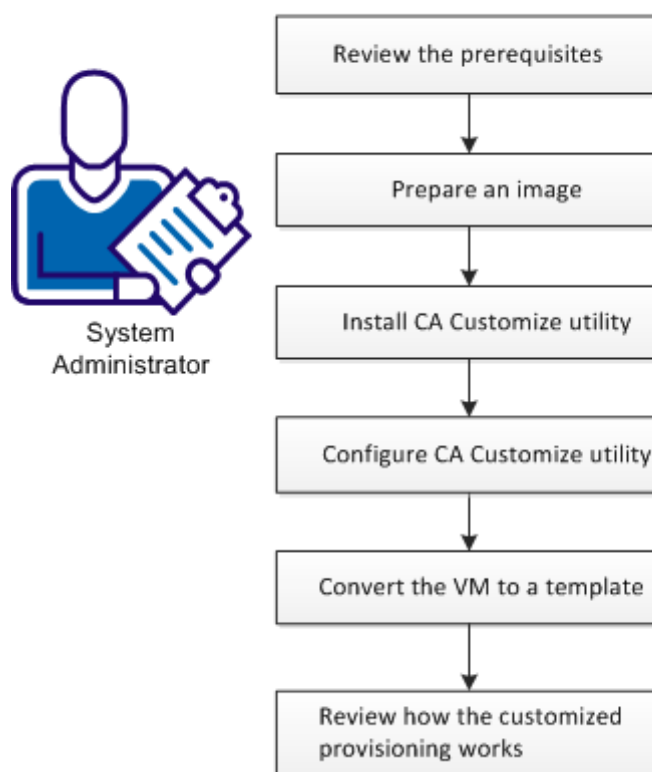 Review the prerequisites
Prepare an image
Install CA Customize utility
System
Administrator
Configure CA Customize utility
Convert the VM to a template
Review how the customized
provisioning works